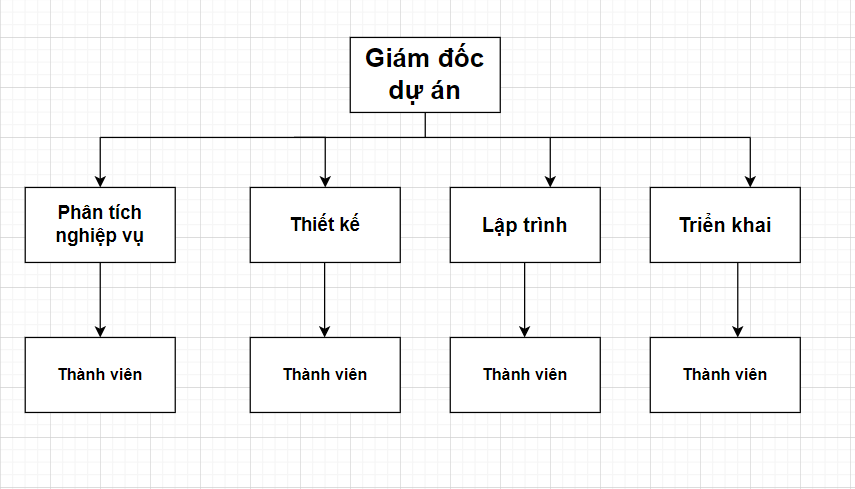 Giám đốc
dự án
Phân tích
nghiệp vụ
Thiết kế
Lập trình
Triển khai
Thành viên
Thành viên
Thành viên
Thành viên